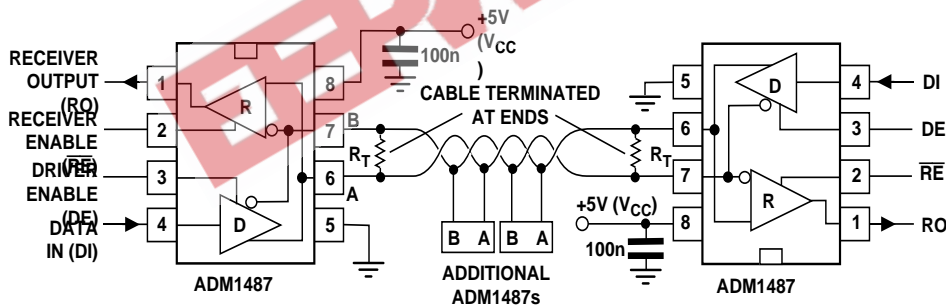 RECEIVER
OUTPUT
(RO)
RECEIVER
ENABLE
(RE)
DRIVER
ENABLE
(DE)
DATA
IN (DI)
1
2
3
4
8
7
6
5
R
D
B
A
ADM1487
+5V
(VCC
)
100n
CABLE TERMINATED
AT ENDS
RT
RT
B A B A
ADDITIONAL
ADM1487s
+5V (VCC)
100n
5
6
7
8
D
R
4
3
2
1
DI
DE
RE
RO
ADM1487